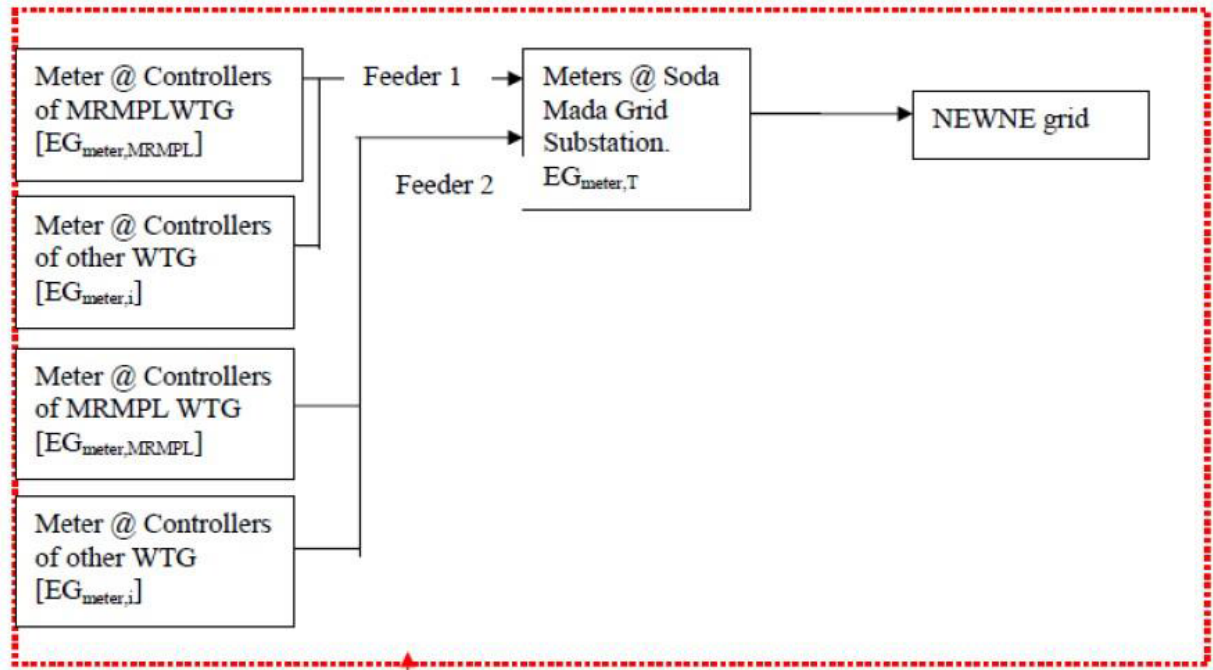 Meter @ Controllers
of MRMPLWTG
[EGmeter,MRMPL]
Feeder 1
Meters @ Soda
Mada Grid
Substation.
EGmeter,T
NEWNE grid
Feeder 2
Meter @ Controllers
of other WTG
[EGmeter,i]
Meter @ Controllers
of MRMPL WTG
[EGmeter,MRMPL]
Meter @ Controllers
of other WTG
[EGmeter,i]